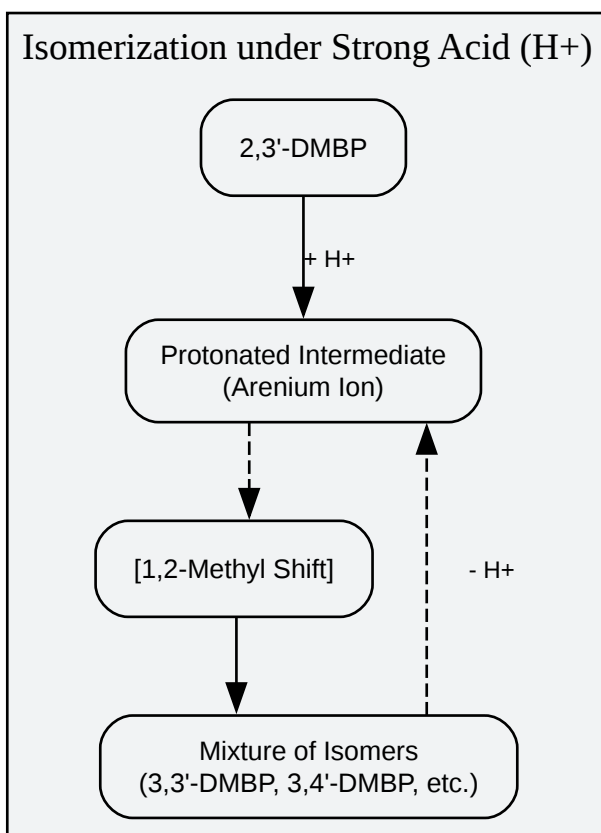 Isomerization under Strong Acid (H+)
2,3'-DMBP
+ H+
Protonated Intermediate
(Arenium Ion)
[1,2-Methyl Shift]
- H+
Mixture of Isomers
(3,3'-DMBP, 3,4'-DMBP, etc.)